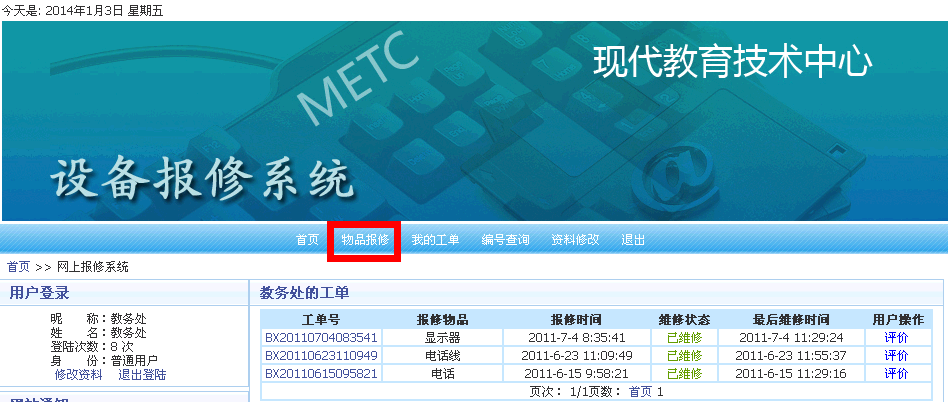 今天是: 2014年1月3日 星期五
METC
现代教育技术中心
设备报修系统
首页 物品报修 我的工单 编号查询 资料修改 退出
首页 >> 网上报修系统
用户登录
昵 称：教务处
姓 名：教务处
登陆次数：8 次
身 份：普通用户
修改资料 退出登陆
网站通知
教务处的工单
工单号 报修物品 报修时间 维修状态 最后维修时间 用户操作
BX20110704083541 显示器 2011-7-4 8:35:41 已维修 2011-7-4 11:29:24 评价
BX20110623110949 电话线 2011-6-23 11:09:49 已维修 2011-6-23 11:55:37 评价
BX20110615095821 电话 2011-6-15 9:58:21 已维修 2011-6-15 11:29:16 评价
页次： 1/1页数： 首页 1